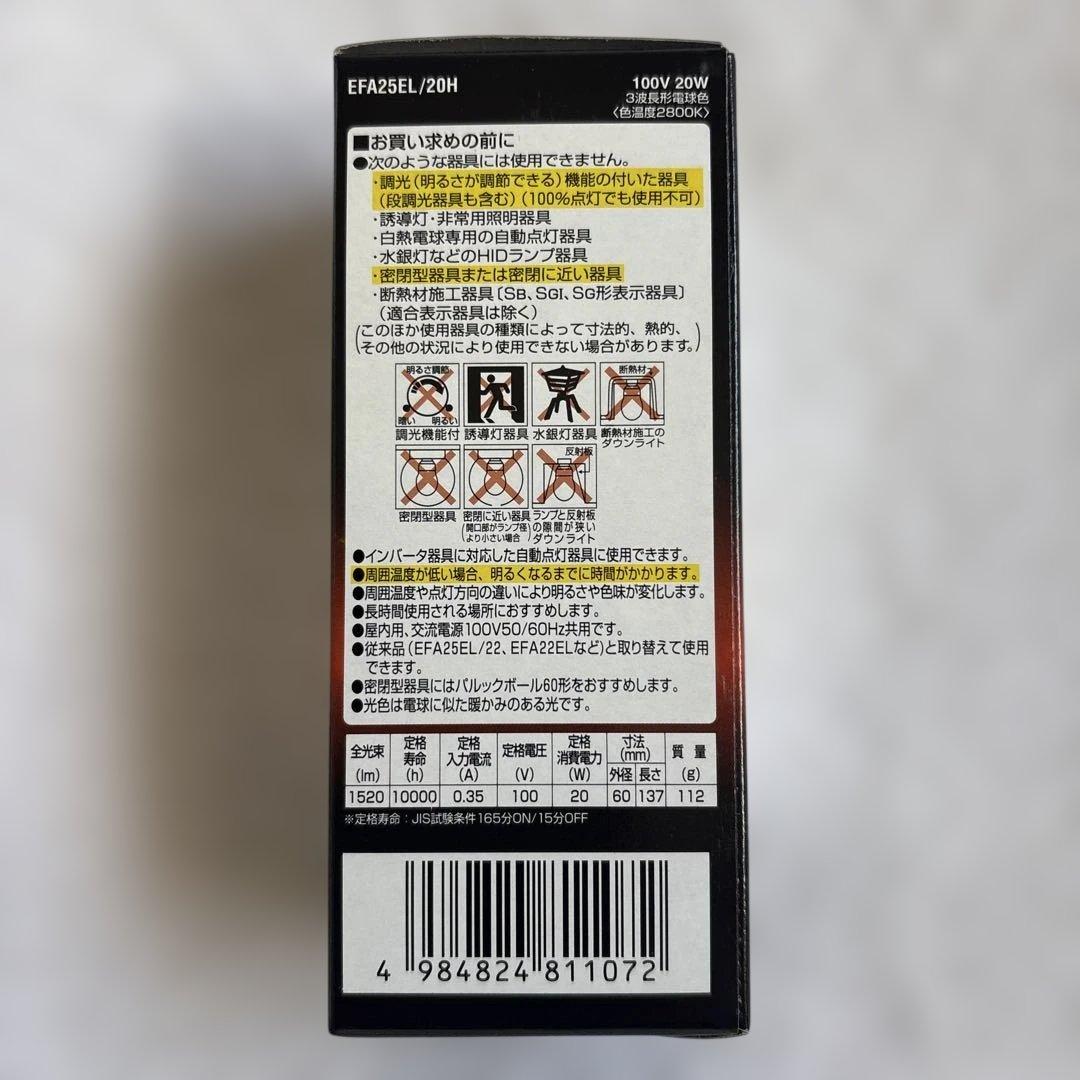 EFA25EL/20H
100V 20W
3波長形電球色
〈色温度2800K〉
■お買い求めの前に
●次のような器具には使用できません。
・調光(明るさが調節できる)機能の付いた器具
(段調光器具も含む)(100%点灯でも使用不可)
・誘導灯・非常用照明器具
・白熱電球専用の自動点灯器具
・水銀灯などのHIDランプ器具
・密閉型器具または密閉に近い器具
・断熱材施工器具〔SB、SGI、SG形表示器具〕
(適合表示器具は除く)
(このほか使用器具の種類によって寸法的、熱的、
その他の状況により使用できない場合があります。)
明るさ調節
暗い 明るい
調光機能付
誘導灯器具
水銀灯器具
断熱材
断熱材施工の
ダウンライト
密閉型器具
密閉に近い器具
(開口部がランプ径
より小さい場合)
反射板
ランプと反射板
の隙間が狭い
ダウンライト
●インバータ器具に対応した自動点灯器具に使用できます。
●周囲温度が低い場合、明るくなるまでに時間がかかります。
●周囲温度や点灯方向の違いにより明るさや色味が変化します。
●長時間使用される場所におすすめします。
●屋内用、交流電源100V50/60Hz共用です。
●従来品(EFA25EL/22、EFA22ELなど)と取り替えて使用
できます。
●密閉型器具にはパルックボール60形をおすすめします。
●光色は電球に似た暖かみのある光です。
全光束(lm) 定格寿命(h) 定格入力電流(A) 定格電圧(V) 定格消費電力(W) 寸法(mm) 外径 長さ 質量(g)
1520 10000 0.35 100 20 60 137 112
※定格寿命:JIS試験条件165分ON/15分OFF
4 984824 811072